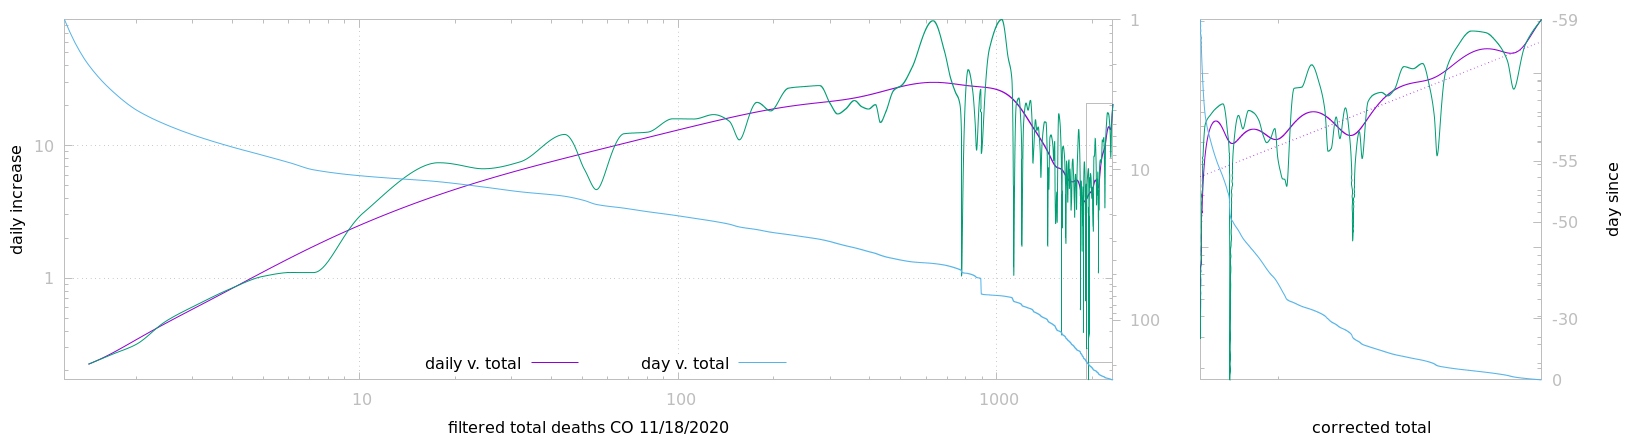 daily increase
10
1
daily v. total
day v. total
10
100
1000
filtered total deaths CO 11/18/2020
1
10
100
-59
-55
-50
-30
0
day since
corrected total